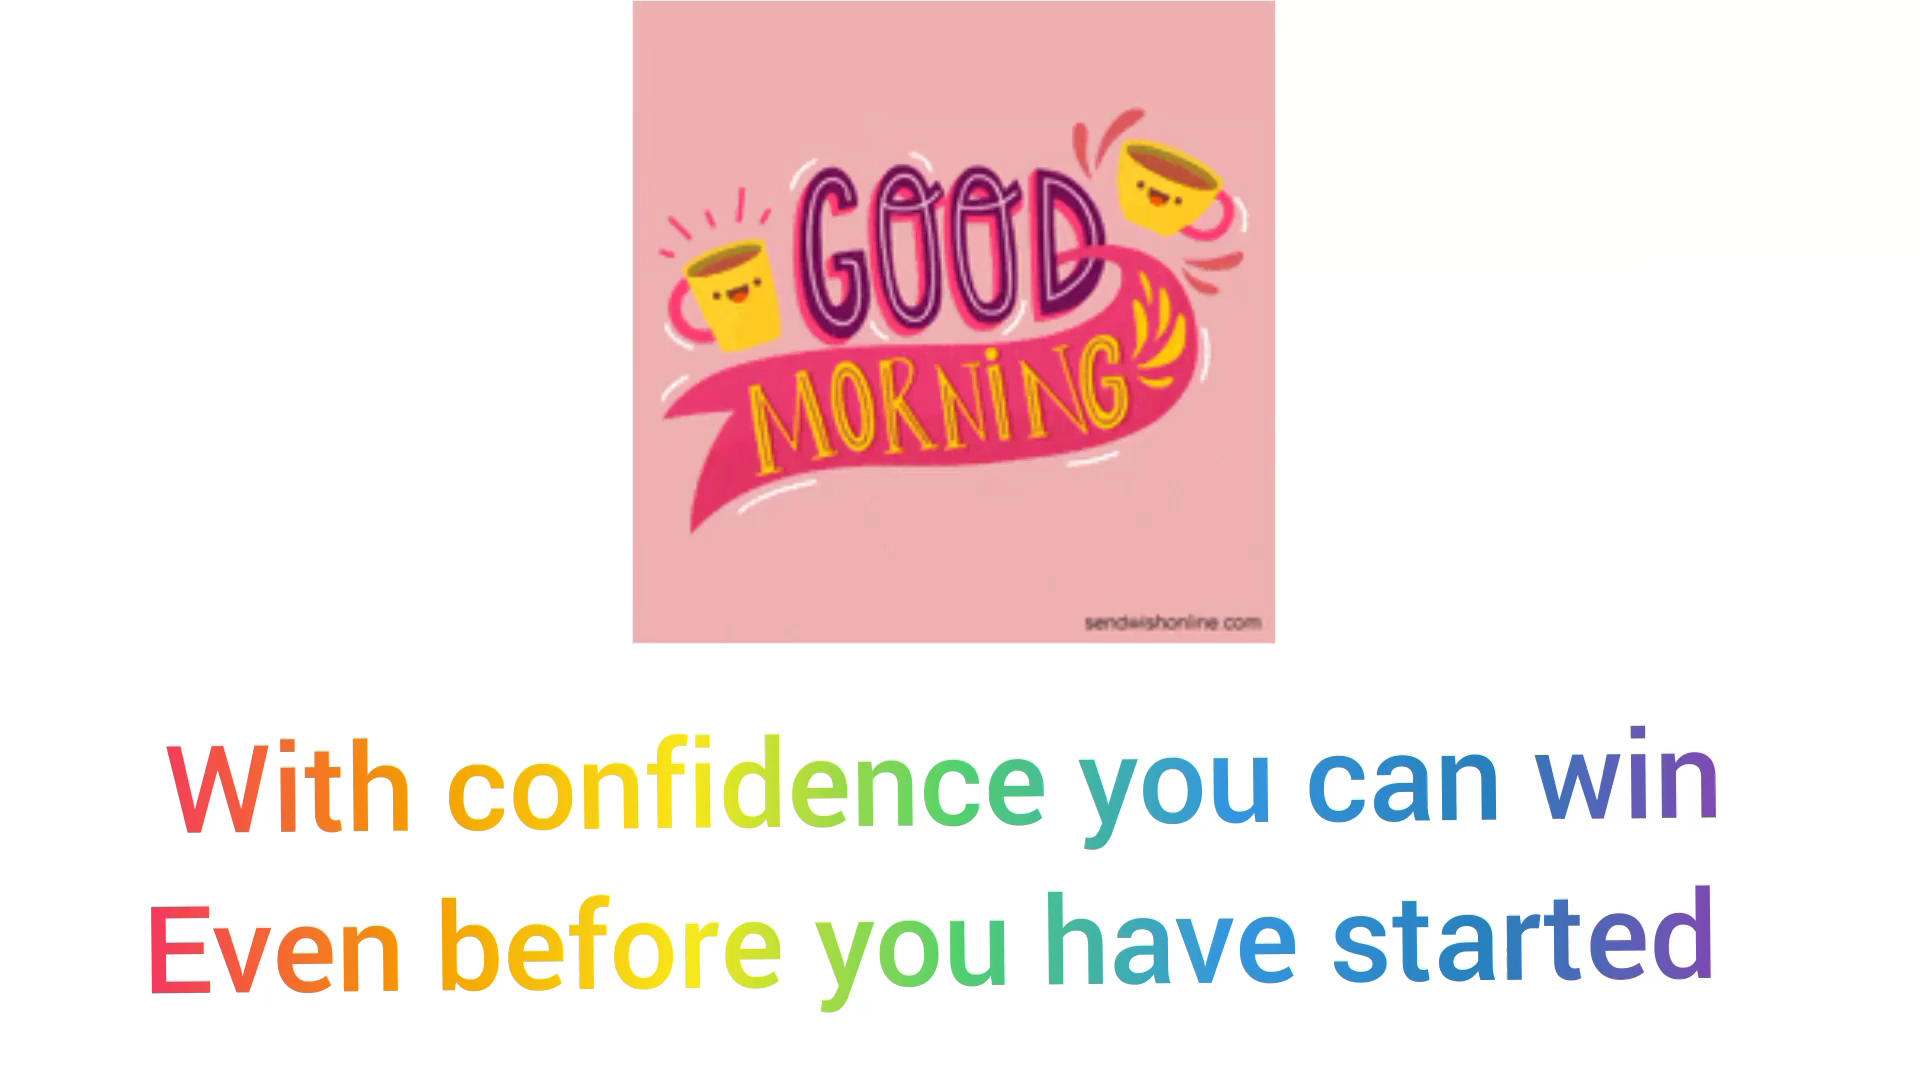 GOOD
MORNiNG
sendwishonline.com
With confidence you can win
Even before you have started